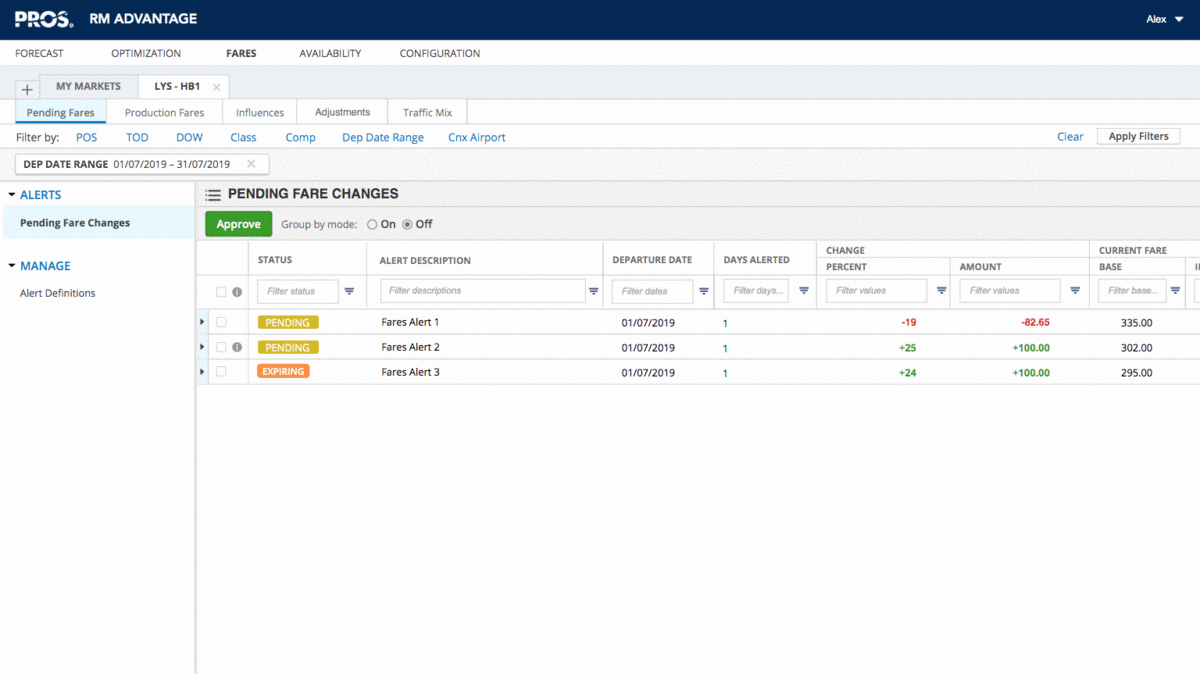 PROS® RM ADVANTAGE Alex
FORECAST OPTIMIZATION FARES AVAILABILITY CONFIGURATION
+ MY MARKETS LYS - HB1 ×
Pending Fares Production Fares Influences Adjustments Traffic Mix
Filter by: POS TOD DOW Class Comp Dep Date Range Cnx Airport Clear Apply Filters
DEP DATE RANGE 01/07/2019 – 31/07/2019 ×
ALERTS
Pending Fare Changes
MANAGE
Alert Definitions
PENDING FARE CHANGES
Approve Group by mode: On Off
STATUS ALERT DESCRIPTION DEPARTURE DATE DAYS ALERTED CHANGE CURRENT FARE
PERCENT AMOUNT BASE
Filter status Filter descriptions Filter dates Filter days... Filter values Filter values Filter base...
PENDING Fares Alert 1 01/07/2019 1 -19 -82.65 335.00
PENDING Fares Alert 2 01/07/2019 1 +25 +100.00 302.00
EXPIRING Fares Alert 3 01/07/2019 1 +24 +100.00 295.00